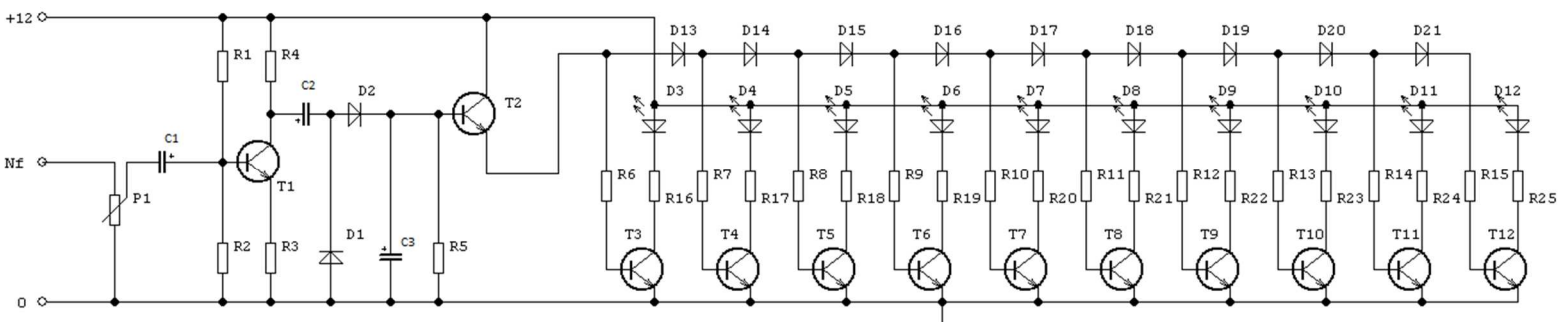 +12
D13 D14 D15 D16 D17 D18 D19 D20 D21
R1 R4
C2 D2 T2
D3 D4 D5 D6 D7 D8 D9 D10 D11 D12
C1
Nf
T1
P1
R6 R7 R8 R9 R10 R11 R12 R13 R14 R15
R16 R17 R18 R19 R20 R21 R22 R23 R24 R25
R2 R3 D1 C3 R5
T3 T4 T5 T6 T7 T8 T9 T10 T11 T12
0